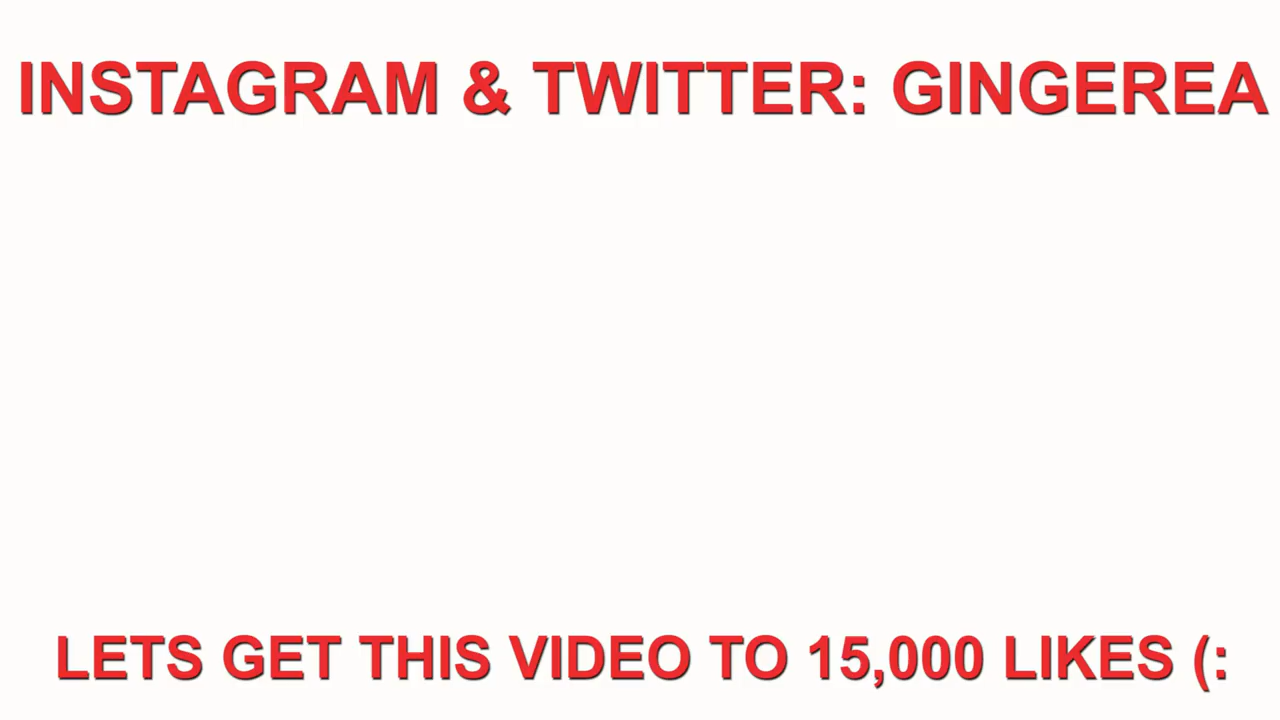 INSTAGRAM & TWITTER: GINGEREA
LETS GET THIS VIDEO TO 15,000 LIKES (: